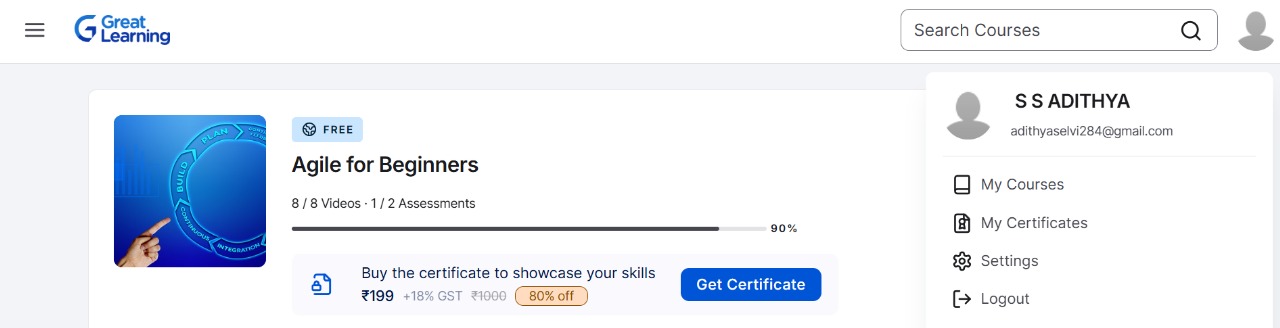 Great
Learning
Search Courses
S S ADITHYA
adithyaselvi284@gmail.com
My Courses
My Certificates
Settings
Logout
FREE
Agile for Beginners
8 / 8 Videos · 1 / 2 Assessments
90%
Buy the certificate to showcase your skills
₹199 +18% GST ₹1000 80% off
Get Certificate
PLAN
BUILD
CONTINUOUS
INTEGRATION